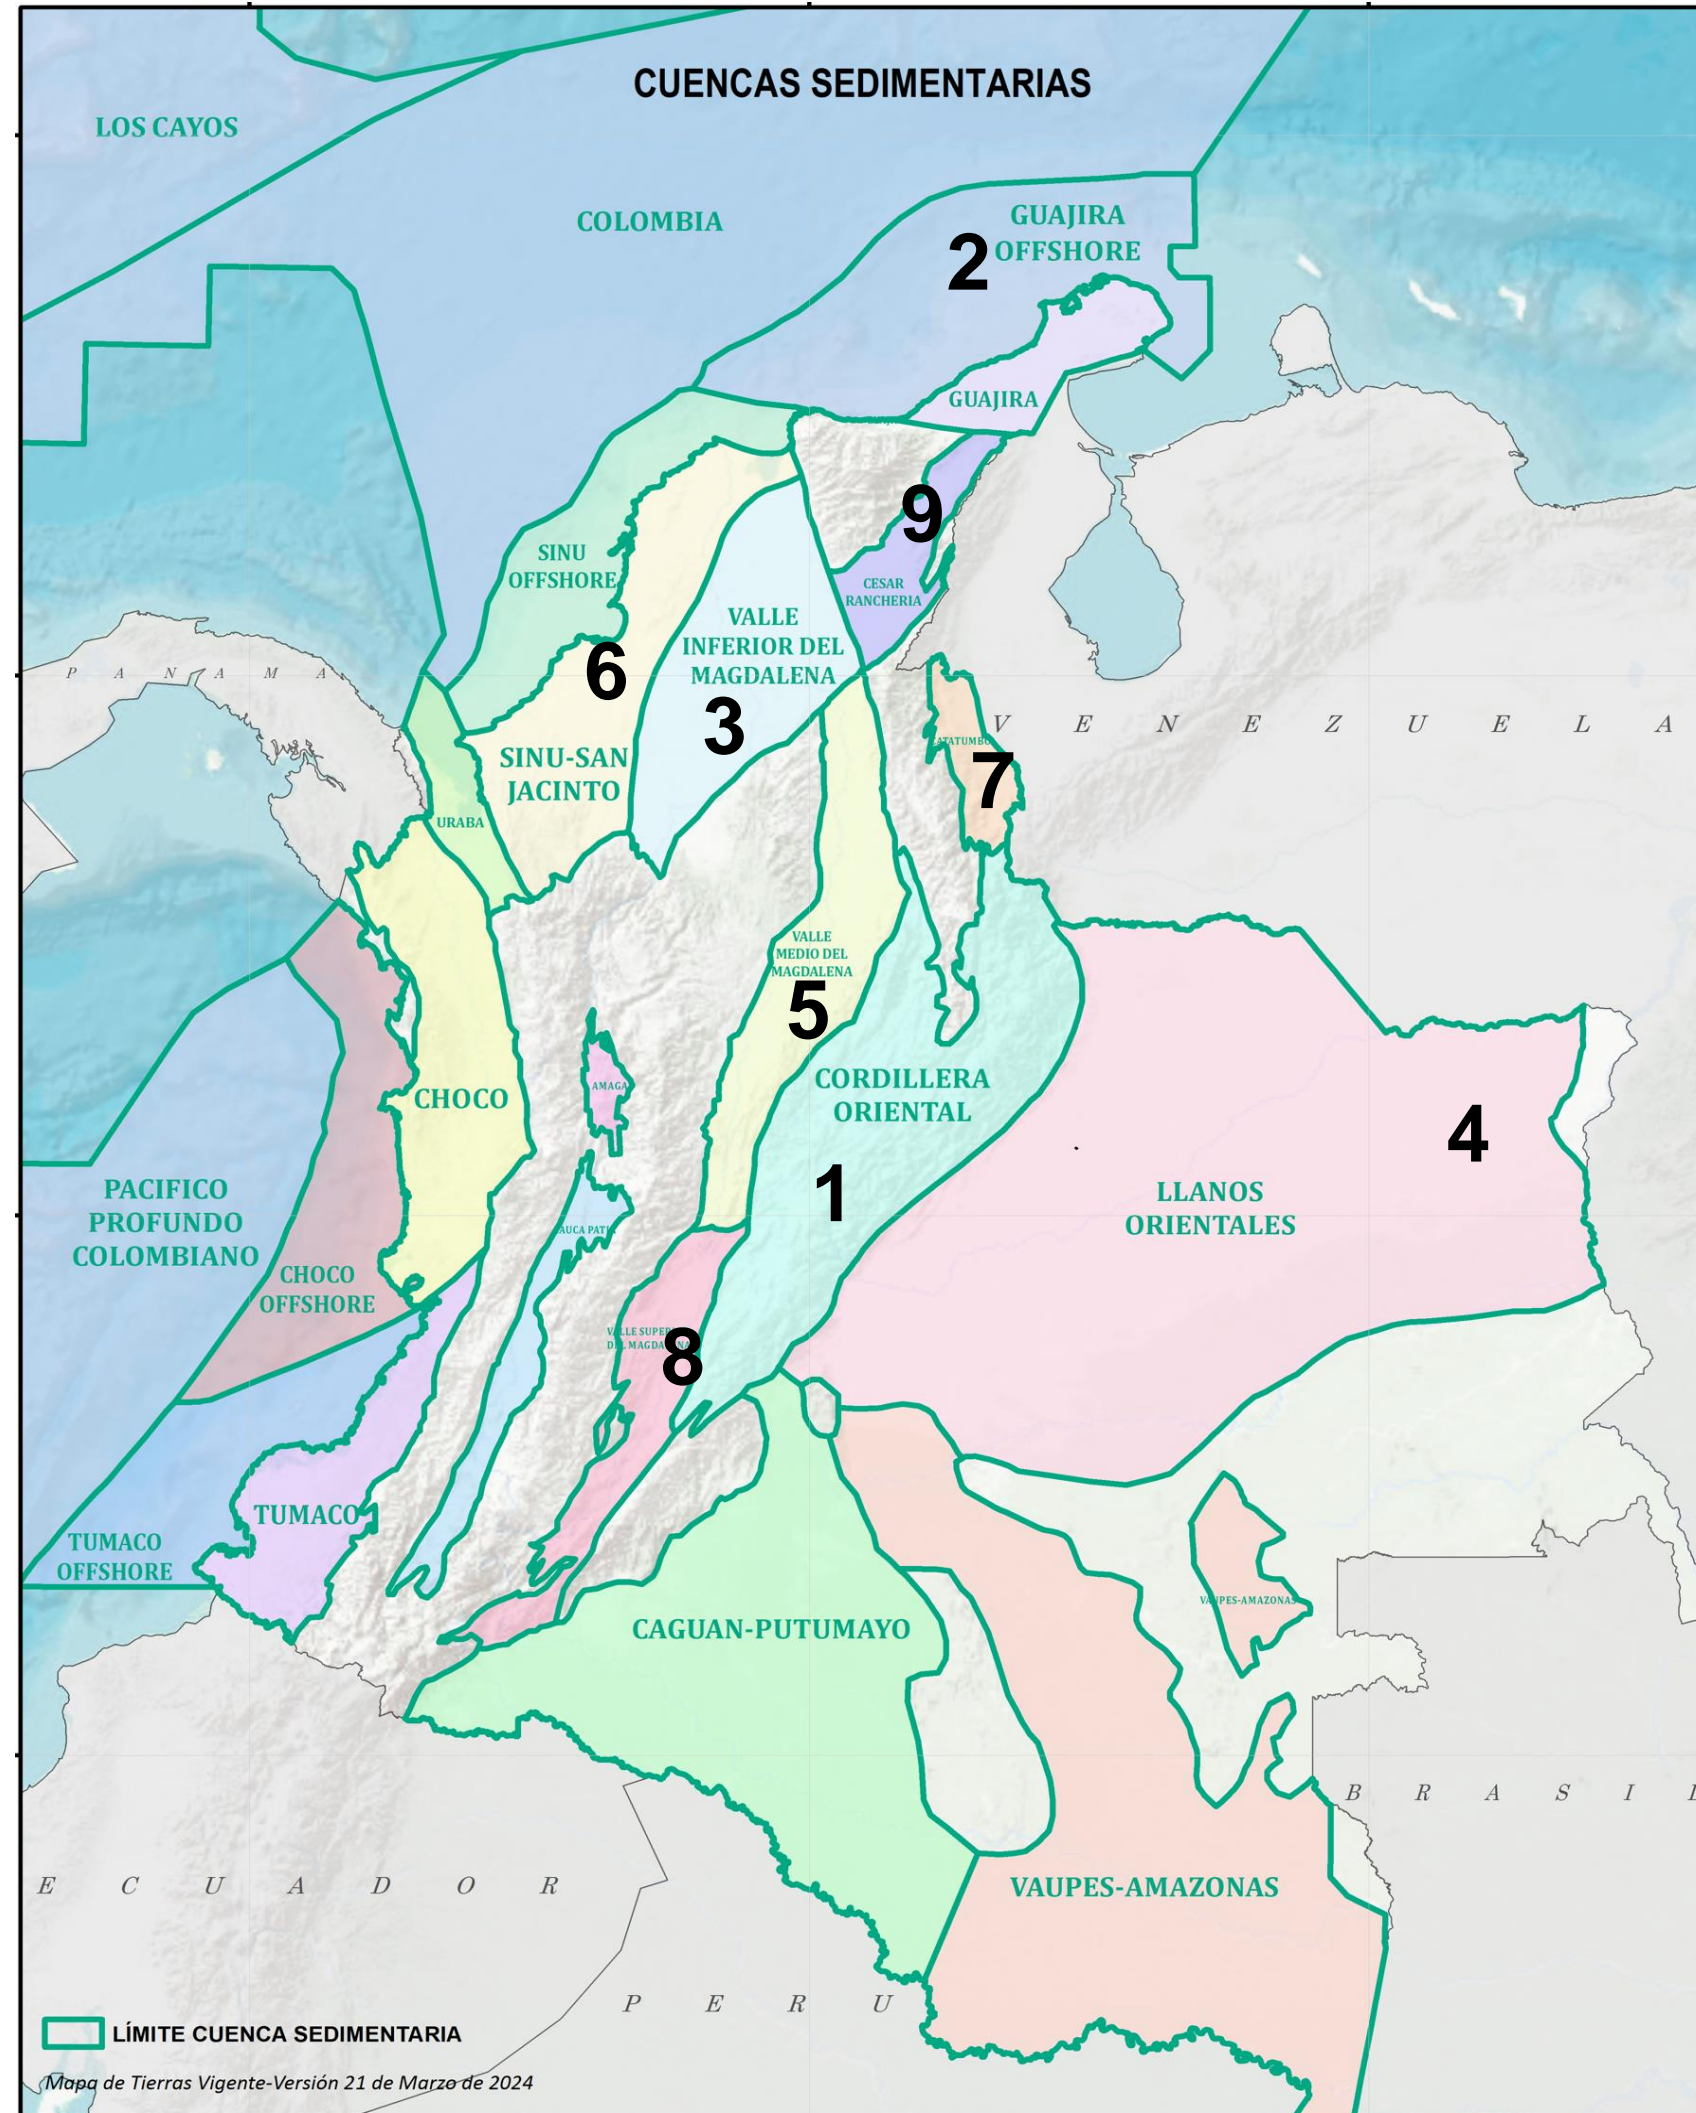 CUENCAS SEDIMENTARIAS
LOS CAYOS
COLOMBIA
GUAJIRA
OFFSHORE
2
GUAJIRA
9
CESAR
RANCHERIA
SINU
OFFSHORE
VALLE
INFERIOR DEL
MAGDALENA
6
3
P A N A M A
V E N E Z U E L A
7
SINU-SAN
JACINTO
URABA
VALLE
MEDIO DEL
MAGDALENA
5
CORDILLERA
ORIENTAL
AMAGA
CHOCO
4
1
LLANOS
ORIENTALES
PACIFICO
PROFUNDO
COLOMBIANO
CHOCO
OFFSHORE
8
TUMACO
TUMACO
OFFSHORE
VAUPES-AMAZONAS
CAGUAN-PUTUMAYO
B R A S I L
E C U A D O R
VAUPES-AMAZONAS
P E R U
LÍMITE CUENCA SEDIMENTARIA
Mapa de Tierras Vigente-Versión 21 de Marzo de 2024